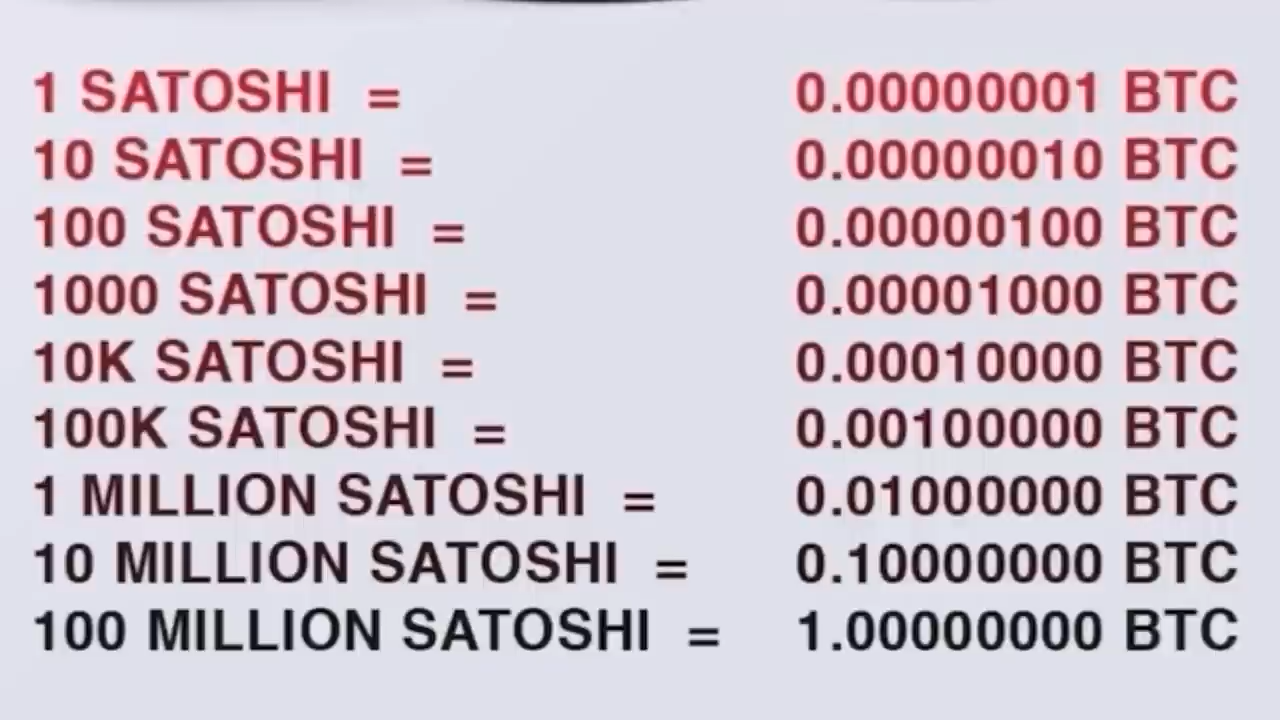 1 SATOSHI = 0.00000001 BTC
10 SATOSHI = 0.00000010 BTC
100 SATOSHI = 0.00000100 BTC
1000 SATOSHI = 0.00001000 BTC
10K SATOSHI = 0.00010000 BTC
100K SATOSHI = 0.00100000 BTC
1 MILLION SATOSHI = 0.01000000 BTC
10 MILLION SATOSHI = 0.10000000 BTC
100 MILLION SATOSHI = 1.00000000 BTC